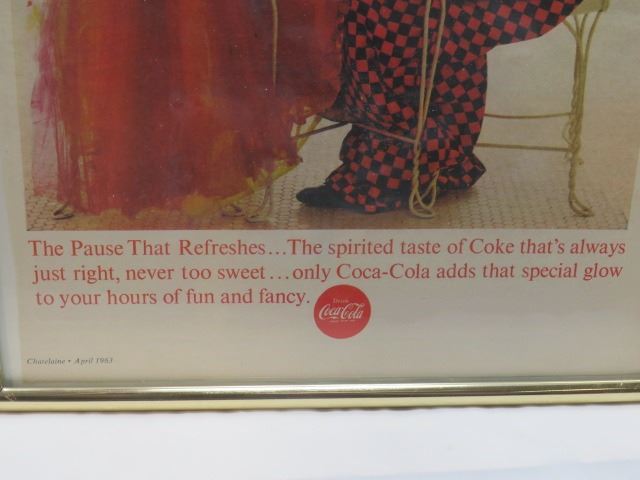 The Pause That Refreshes...The spirited taste of Coke that's always
just right, never too sweet...only Coca-Cola adds that special glow
to your hours of fun and fancy.
Drink
Coca-Cola
Chatelaine • April 1963